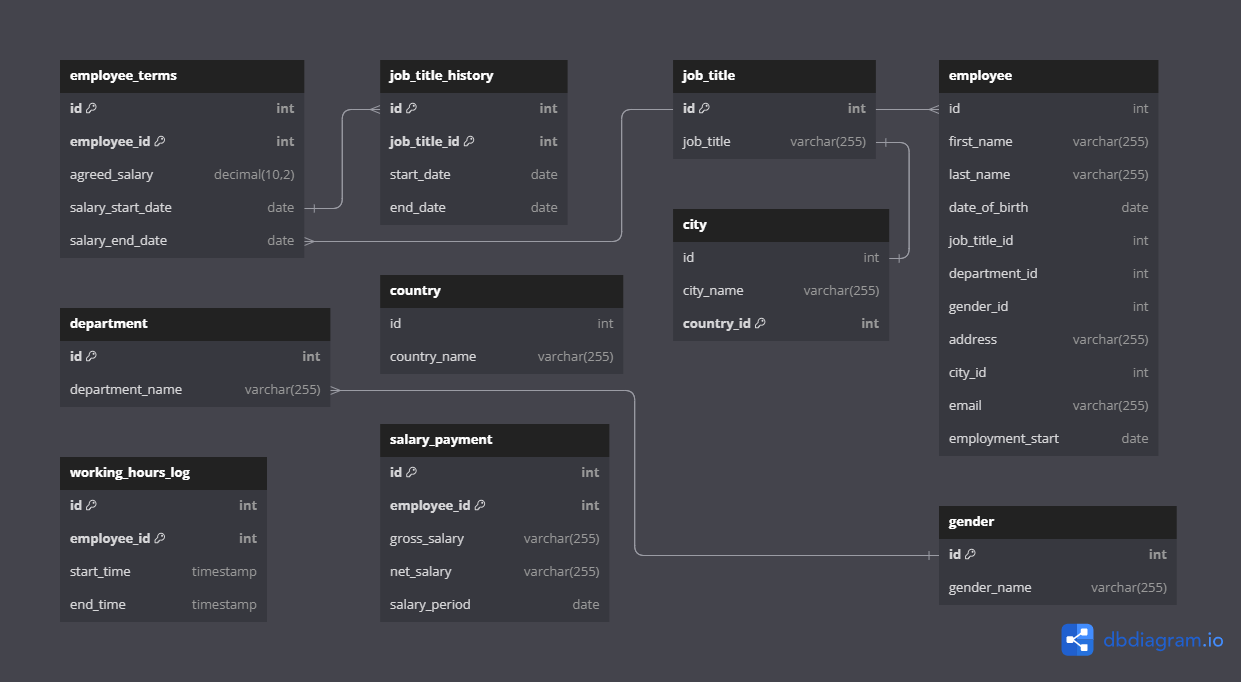 employee_terms
id int
employee_id int
agreed_salary decimal(10,2)
salary_start_date date
salary_end_date date
job_title_history
id int
job_title_id int
start_date date
end_date date
job_title
id int
job_title varchar(255)
employee
id int
first_name varchar(255)
last_name varchar(255)
date_of_birth date
job_title_id int
department_id int
gender_id int
address varchar(255)
city_id int
email varchar(255)
employment_start date
city
id int
city_name varchar(255)
country_id int
country
id int
country_name varchar(255)
department
id int
department_name varchar(255)
salary_payment
id int
employee_id int
gross_salary varchar(255)
net_salary varchar(255)
salary_period date
working_hours_log
id int
employee_id int
start_time timestamp
end_time timestamp
gender
id int
gender_name varchar(255)
dbdiagram.io